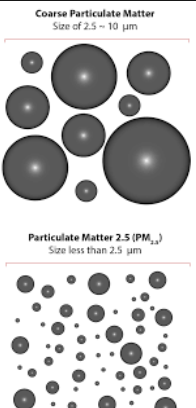 Coarse Particulate Matter
Size of 2.5 ~ 10 μm
Particulate Matter 2.5 (PM₂.₅)
Size less than 2.5 μm